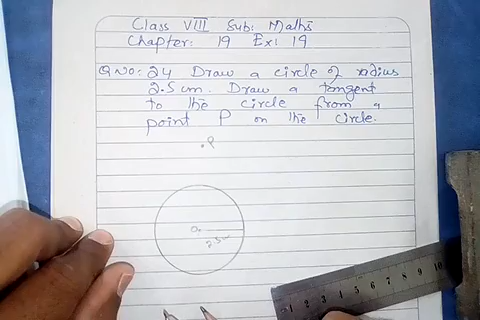 Class VIII Sub: Maths
Chapter: 19 Ex: 19
Q No: 24 Draw a circle of radius
2.5 cm. Draw a tangent
to the circle from a
point P on the circle.
.P
O.
2.5 cm
1 2 3 4 5 6 7 8 9 10